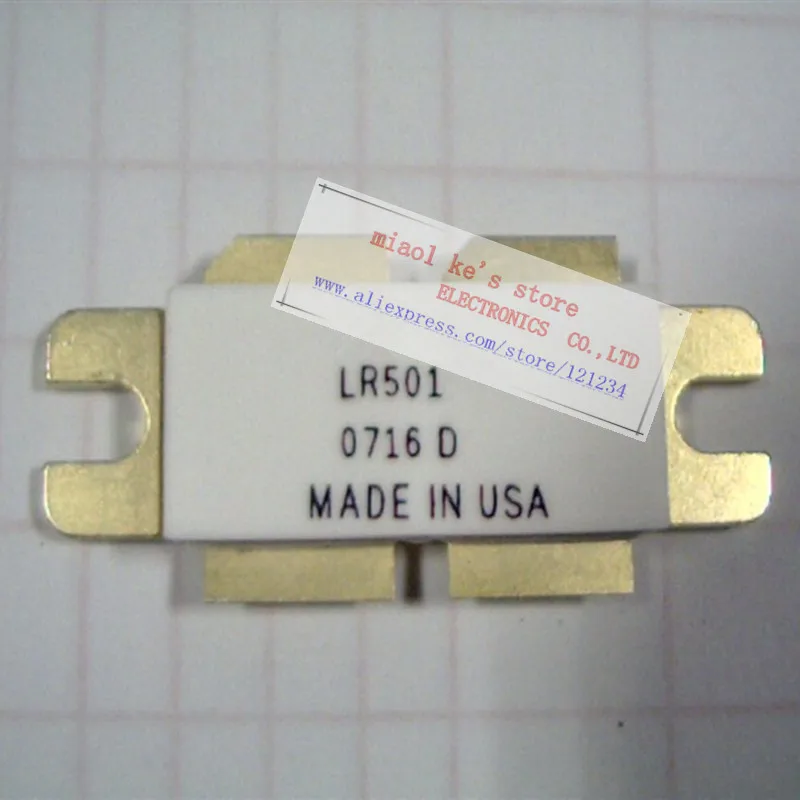 miaol ke's store
ELECTRONICS CO.,LTD
www.aliexpress.com/store/121234
LR501
0716 D
MADE IN USA